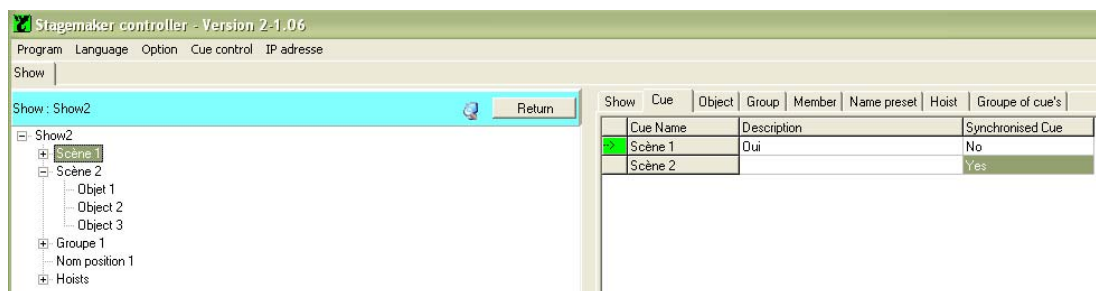 Stagemaker controller - Version 2-1.06
Program Language Option Cue control IP adresse
Show
Show : Show2 Return
Show2
Scène 1
Scène 2
Objet 1
Object 2
Object 3
Groupe 1
Nom position 1
Hoists
Show Cue Object Group Member Name preset Hoist Groupe of cue's
Cue Name Description Synchronised Cue
-> Scène 1 Oui No
Scène 2 Yes